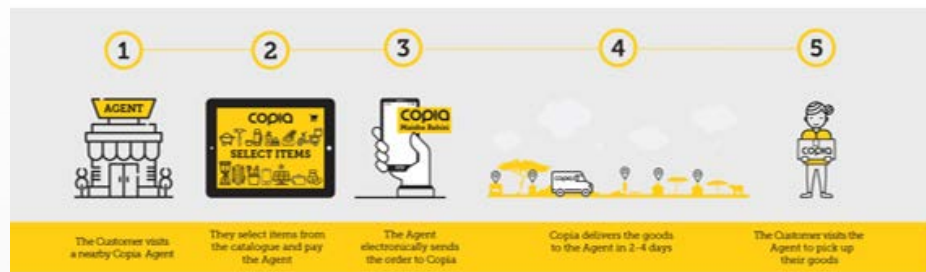 1
2
3
4
5
AGENT
copia
SELECT ITEMS
copia
Maisha Rahisi
copia
The Customer visits
a nearby Copia Agent
They select items from
the catalogue and pay
the Agent
The Agent
electronically sends
the order to Copia
Copia delivers the goods
to the Agent in 2-4 days
The Customer visits the
Agent to pick up
their goods